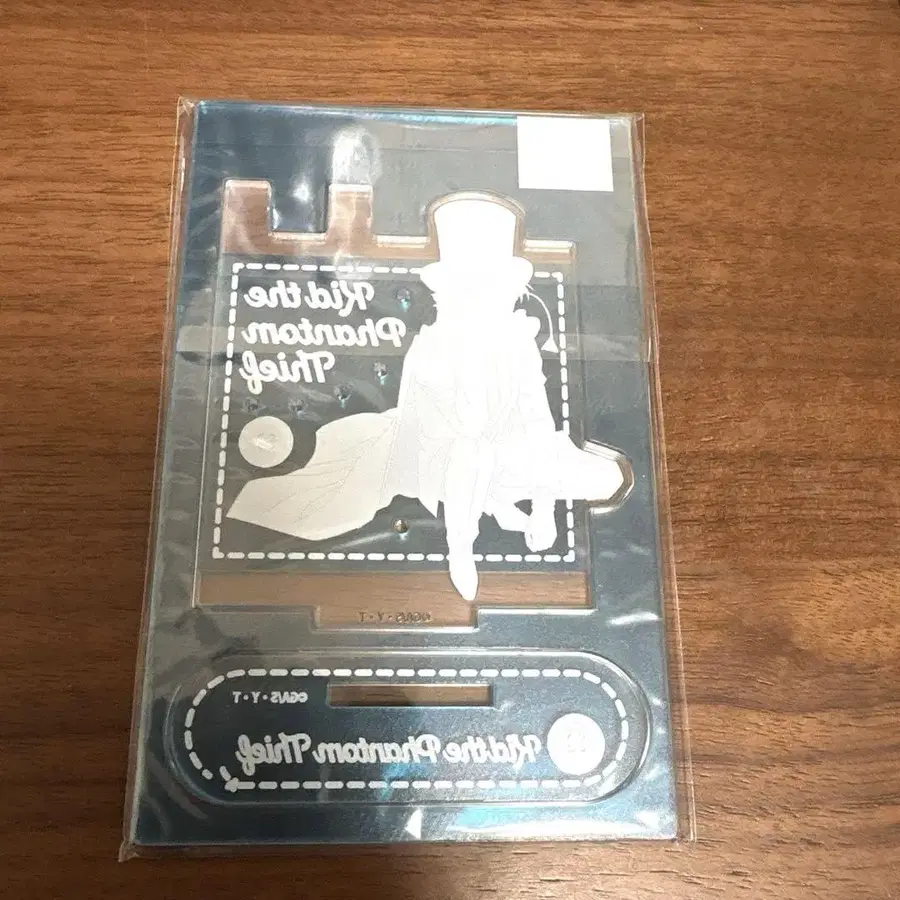 Kid the
Phantom
Thief
©GA/S・Y・T
©GA/S・Y・T
Kid the Phantom Thief